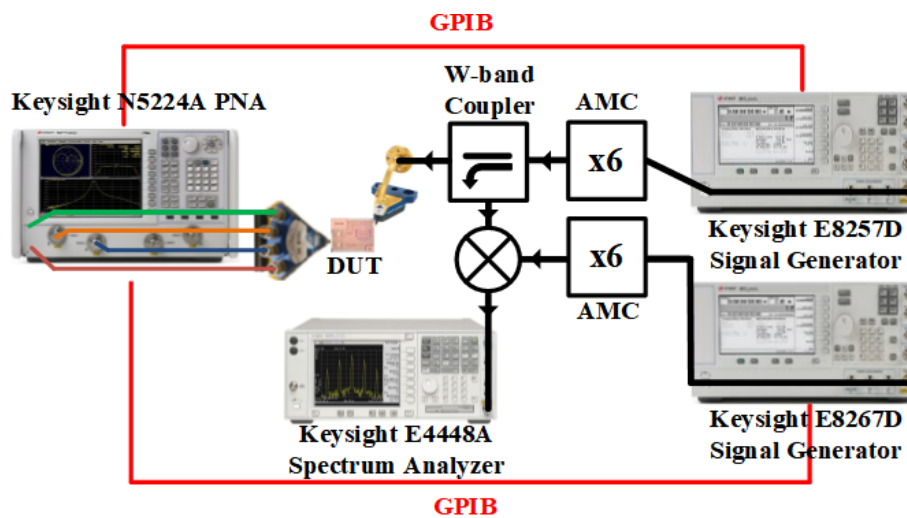 GPIB
W-band
Coupler
AMC
Keysight N5224A PNA
x6
Keysight E8257D
Signal Generator
DUT
x6
AMC
Keysight E4448A
Spectrum Analyzer
Keysight E8267D
Signal Generator
GPIB